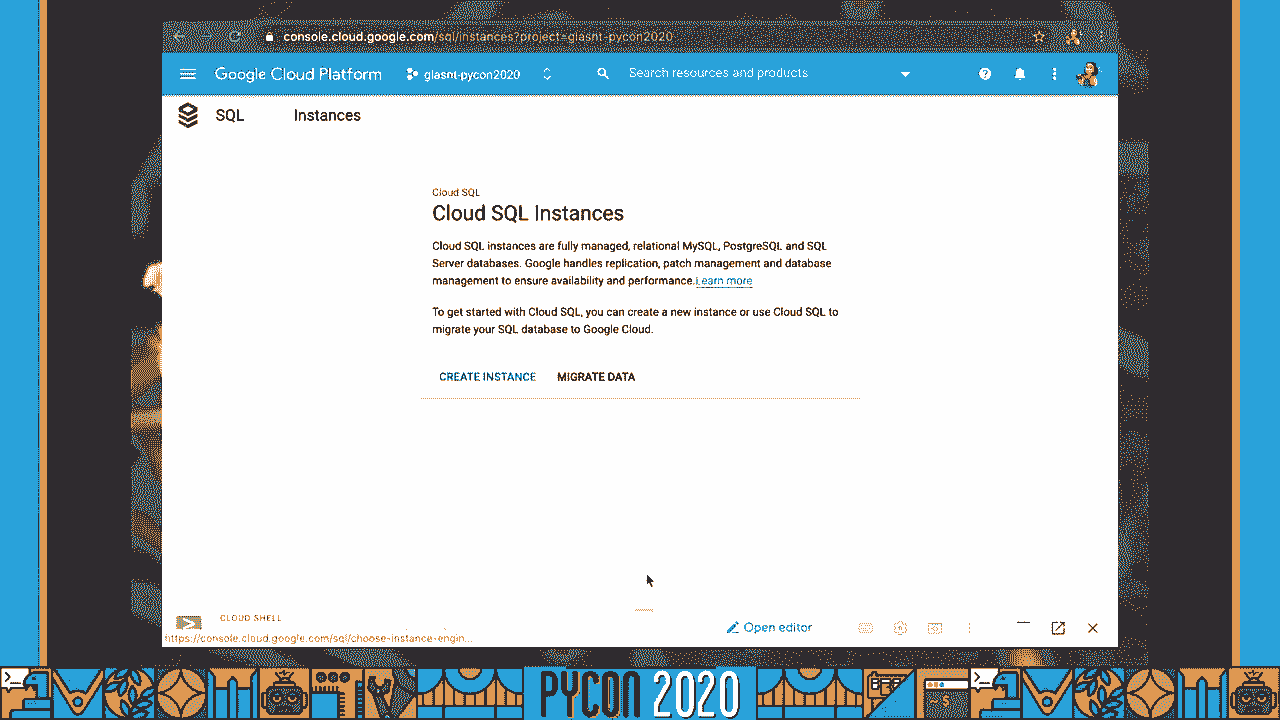 console.cloud.google.com/sql/instances?project=glasnt-pycon2020
Google Cloud Platform
glasnt-pycon2020
Search resources and products
SQL
Instances
Cloud SQL
Cloud SQL Instances
Cloud SQL instances are fully managed, relational MySQL, PostgreSQL and SQL
Server databases. Google handles replication, patch management and database
management to ensure availability and performance.Learn more
To get started with Cloud SQL, you can create a new instance or use Cloud SQL to
migrate your SQL database to Google Cloud.
CREATE INSTANCE
MIGRATE DATA
CLOUD SHELL
Open editor
https://console.cloud.google.com/sql/choose-instance-engin...
PYCON 2020